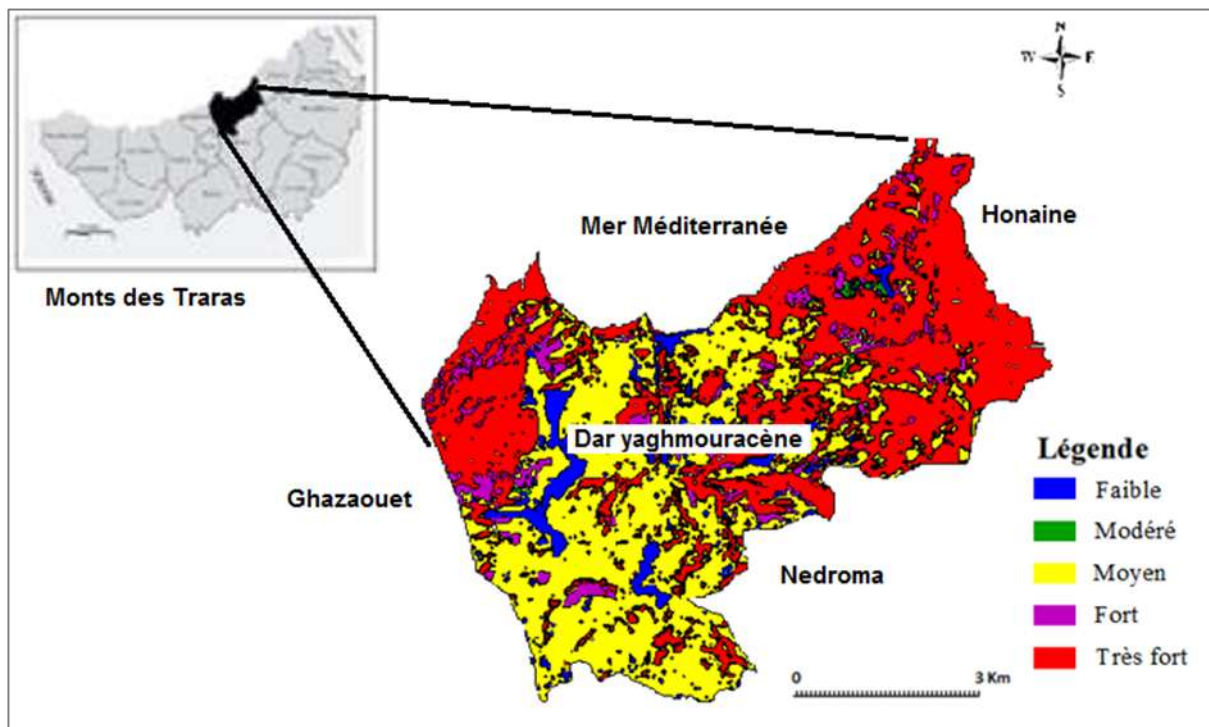 N
W E
S
Mer Méditerranée
Honaine
Monts des Traras
Dar yaghmouracène
Ghazaouet
Nedroma
Légende
Faible
Modéré
Moyen
Fort
Très fort
0 3 Km